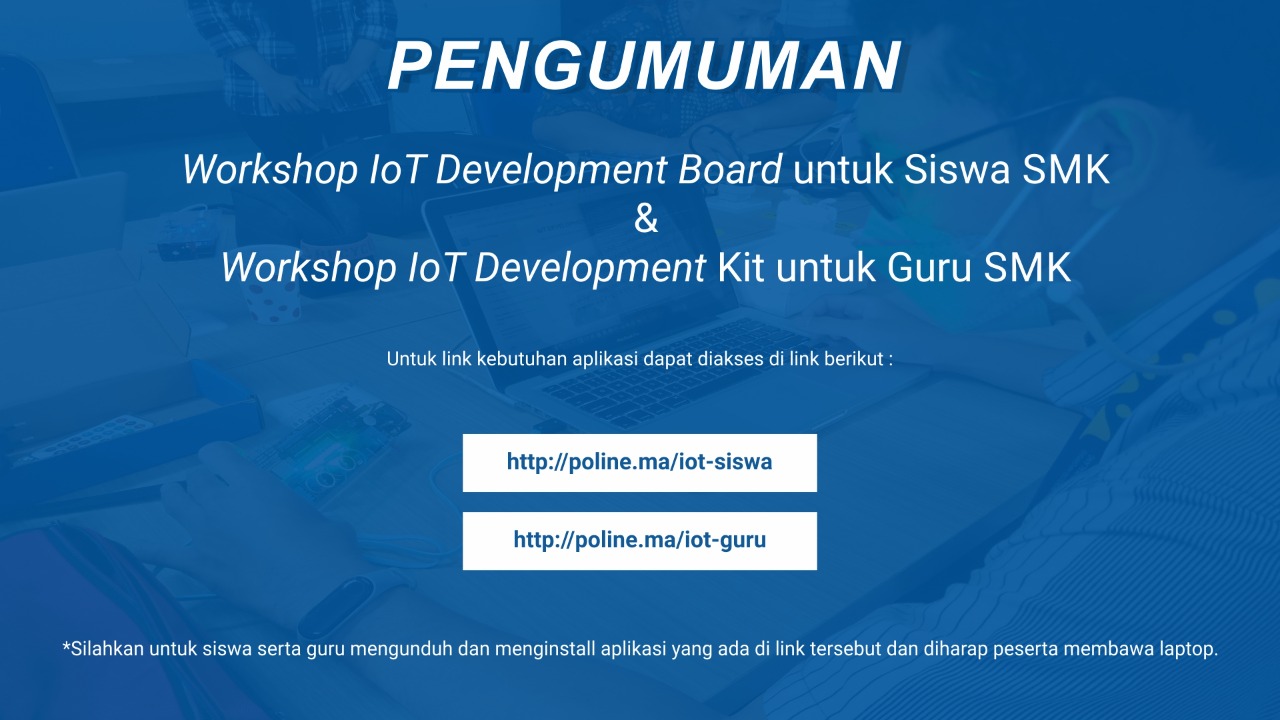 PENGUMUMAN
Workshop IoT Development Board untuk Siswa SMK
&
Workshop IoT Development Kit untuk Guru SMK
Untuk link kebutuhan aplikasi dapat diakses di link berikut :
http://poline.ma/iot-siswa
http://poline.ma/iot-guru
*Silahkan untuk siswa serta guru mengunduh dan menginstall aplikasi yang ada di link tersebut dan diharap peserta membawa laptop.